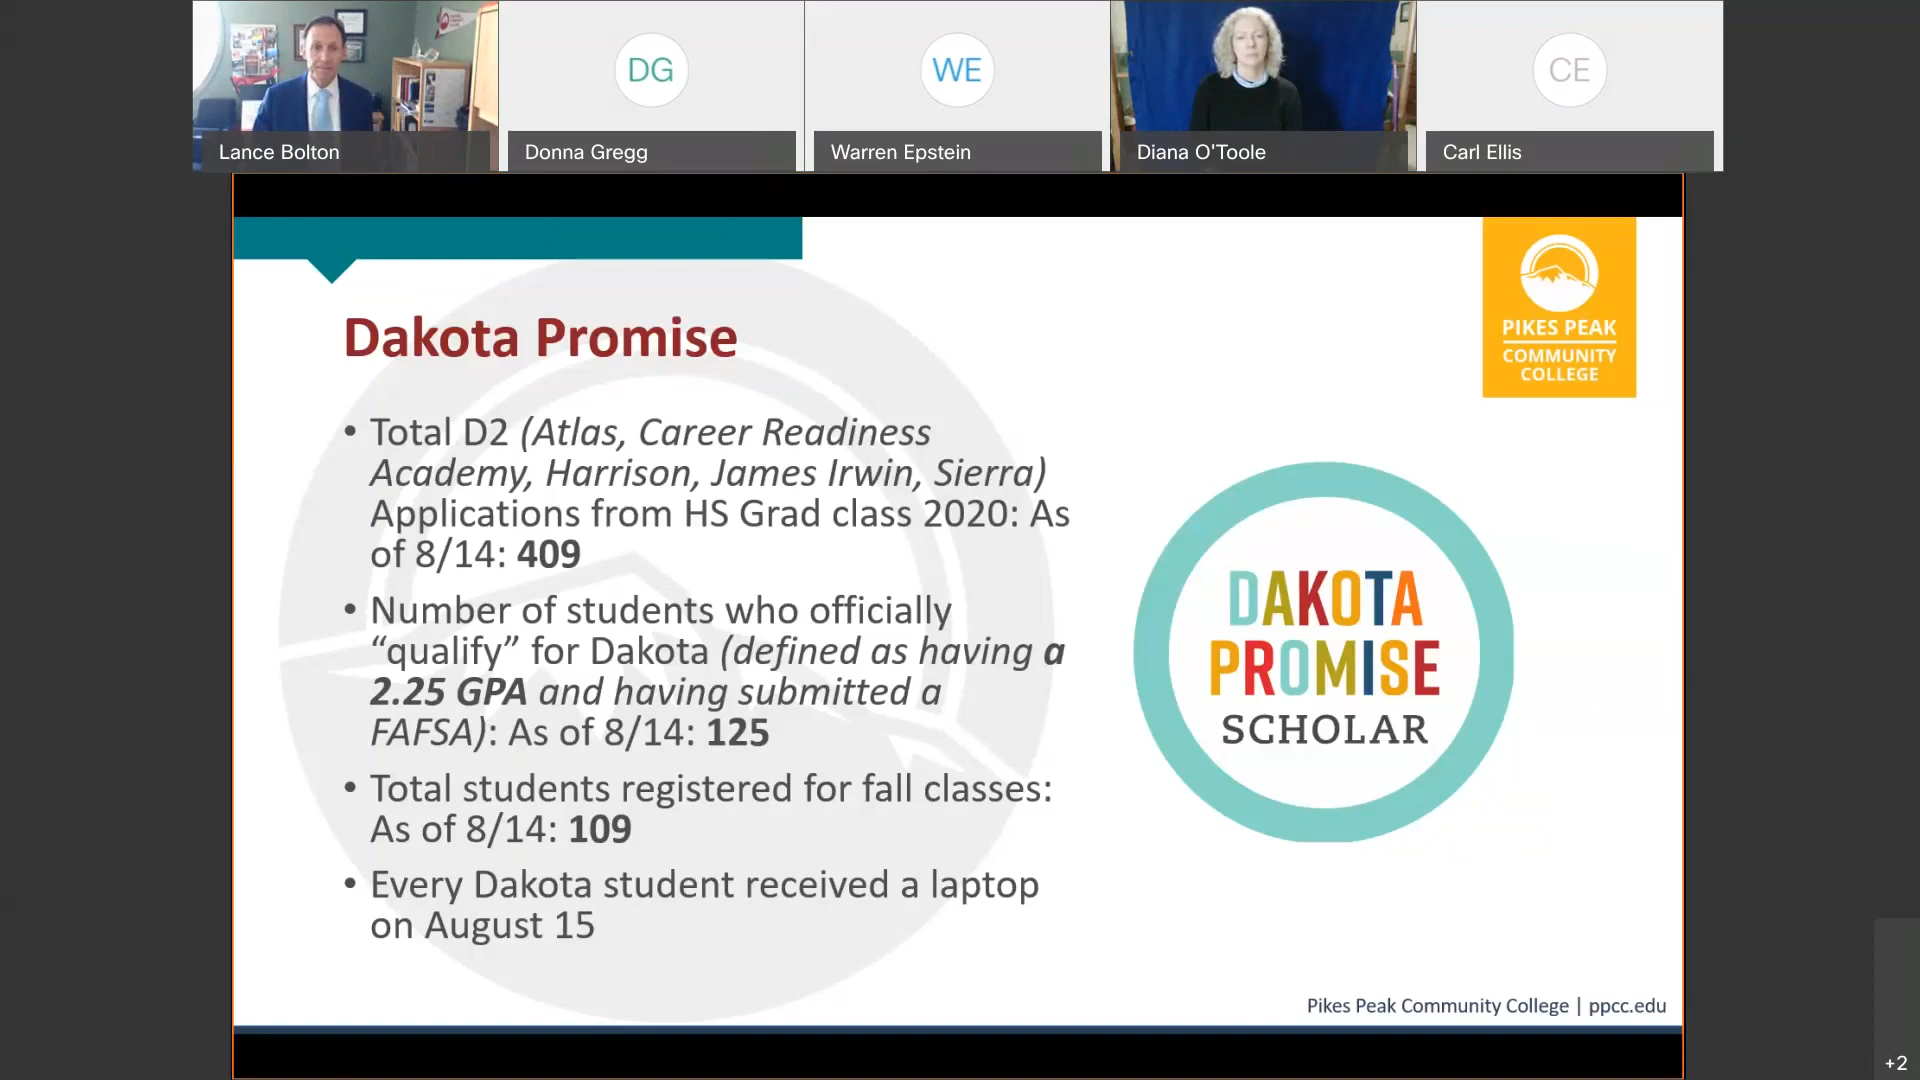 DG
WE
CE
Lance Bolton
Donna Gregg
Warren Epstein
Diana O'Toole
Carl Ellis
PIKES PEAK
COMMUNITY
COLLEGE
Dakota Promise
• Total D2 (Atlas, Career Readiness
Academy, Harrison, James Irwin, Sierra)
Applications from HS Grad class 2020: As
of 8/14: 409
• Number of students who officially
“qualify” for Dakota (defined as having a
2.25 GPA and having submitted a
FAFSA): As of 8/14: 125
• Total students registered for fall classes:
As of 8/14: 109
• Every Dakota student received a laptop
on August 15
DAKOTA
PROMISE
SCHOLAR
Pikes Peak Community College | ppcc.edu
+2